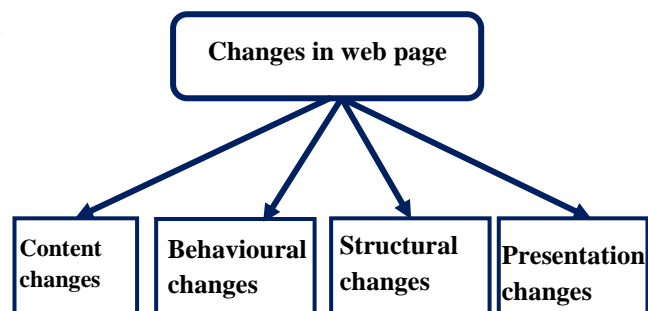 Changes in web page
Content
changes
Behavioural
changes
Structural
changes
Presentation
changes